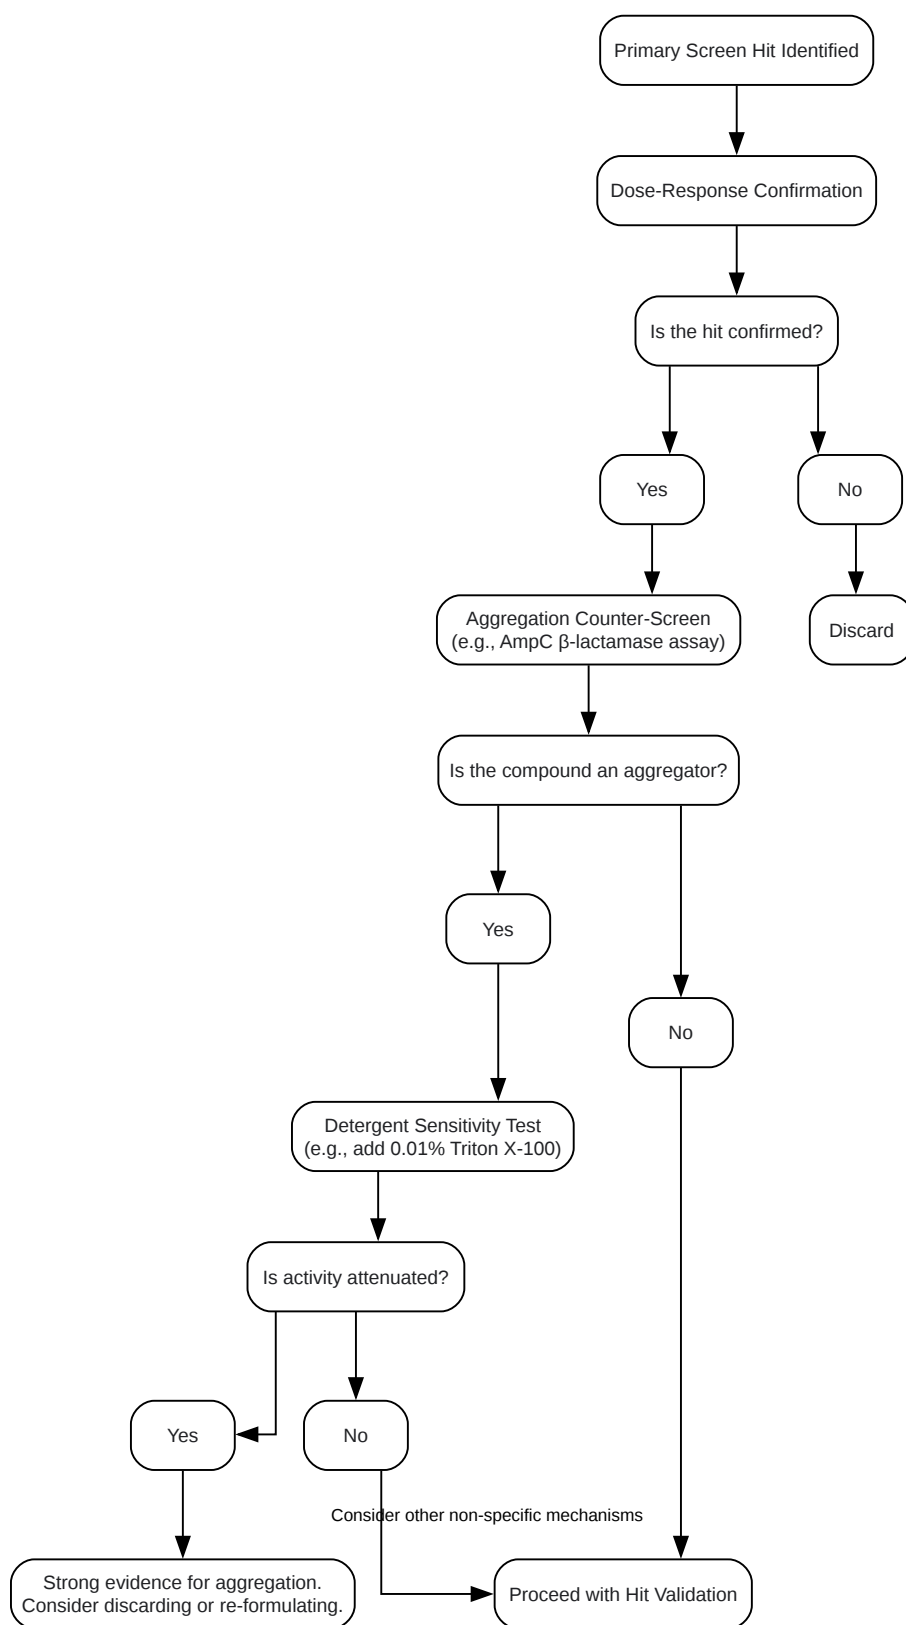 Primary Screen Hit Identified
Dose-Response Confirmation
Is the hit confirmed?
Yes
No
Aggregation Counter-Screen
(e.g., AmpC β-lactamase assay)
Discard
Is the compound an aggregator?
Yes
No
Detergent Sensitivity Test
(e.g., add 0.01% Triton X-100)
Is activity attenuated?
Yes
No
Consider other non-specific mechanisms
Strong evidence for aggregation.
Consider discarding or re-formulating.
Proceed with Hit Validation